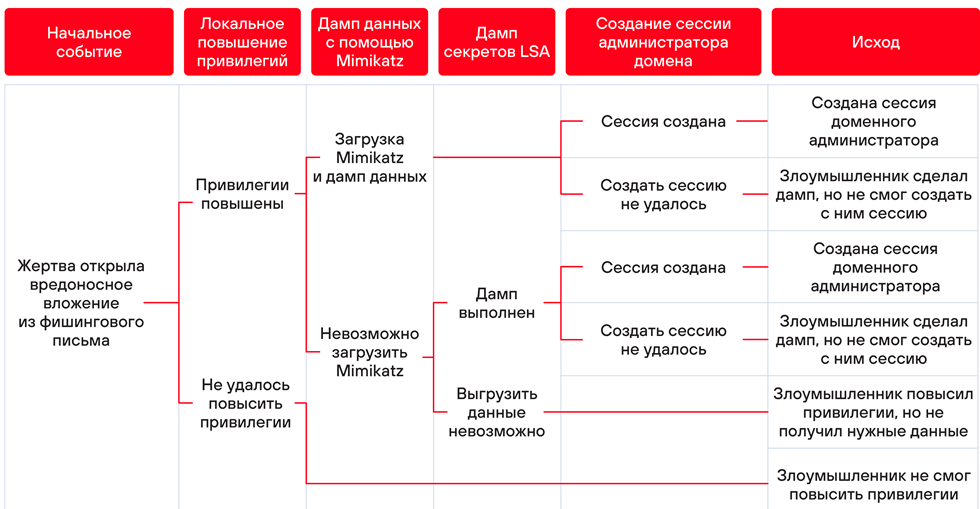 Начальное
событие
Локальное
повышение
привилегий
Дамп данных
с помощью
Mimikatz
Дамп
секретов LSA
Создание сессии
администратора
домена
Исход
Жертва открыла
вредоносное
вложение
из фишингового
письма
Привилегии
повышены
Не удалось
повысить
привилегии
Загрузка
Mimikatz
и дамп данных
Невозможно
загрузить
Mimikatz
Дамп
выполнен
Выгрузить
данные
невозможно
Сессия создана
Создать сессию
не удалось
Сессия создана
Создать сессию
не удалось
Создана сессия
доменного
администратора
Злоумышленник сделал
дамп, но не смог создать
с ним сессию
Создана сессия
доменного
администратора
Злоумышленник сделал
дамп, но не смог создать
с ним сессию
Злоумышленник повысил
привилегии, но не
получил нужные данные
Злоумышленник не смог
повысить привилегии